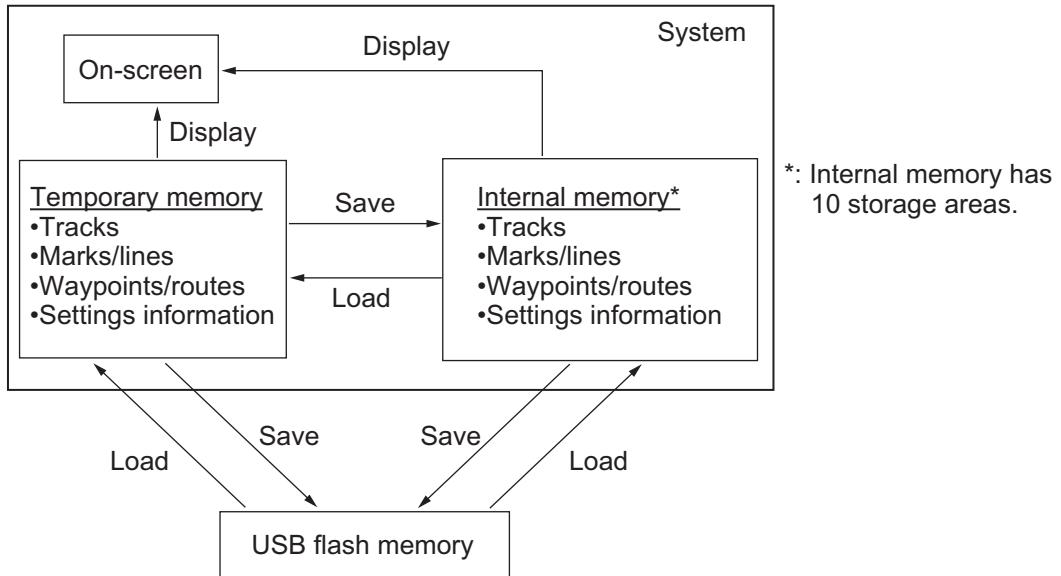 System
Display
On-screen
Display
Temporary memory
•Tracks
•Marks/lines
•Waypoints/routes
•Settings information
Save
Load
Internal memory*
•Tracks
•Marks/lines
•Waypoints/routes
•Settings information
*: Internal memory has
10 storage areas.
Load
Save
Save
Load
USB flash memory